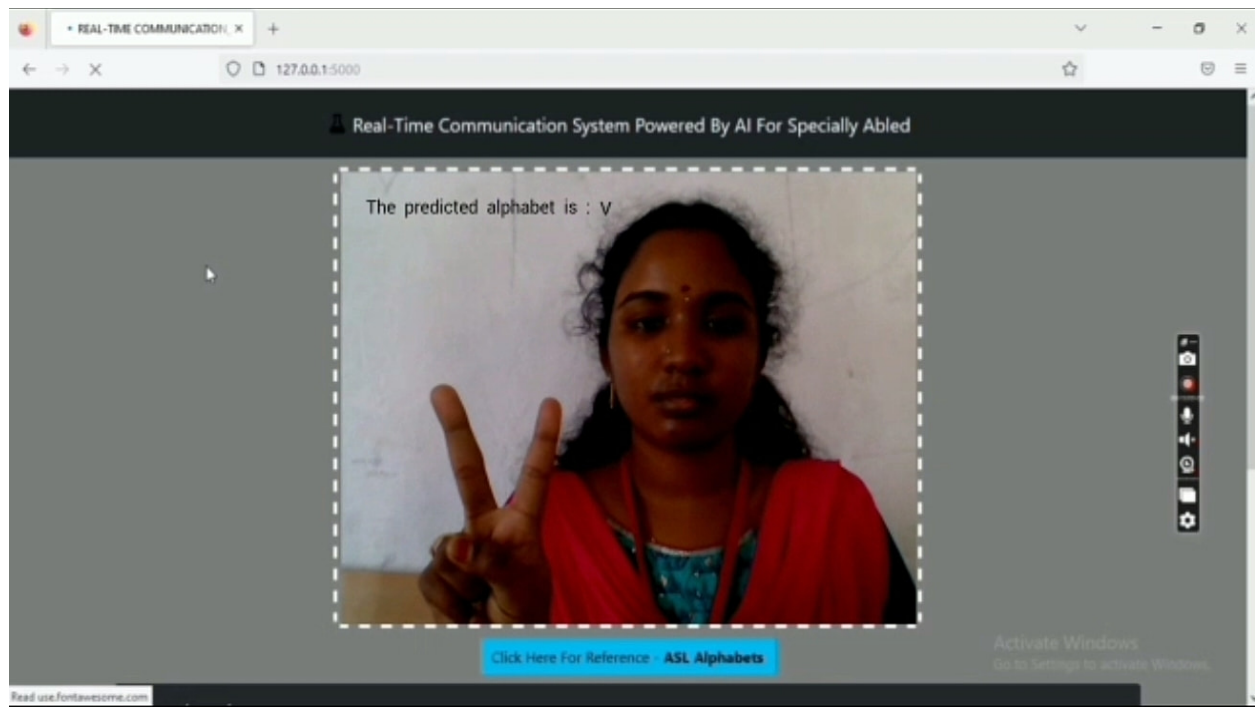 REAL-TIME COMMUNICATION
127.0.0.1:5000
Real-Time Communication System Powered By AI For Specially Abled
The predicted alphabet is : V
Click Here For Reference - ASL Alphabets
Activate Windows
Go to Settings to activate Windows.
Read use.fontawesome.com